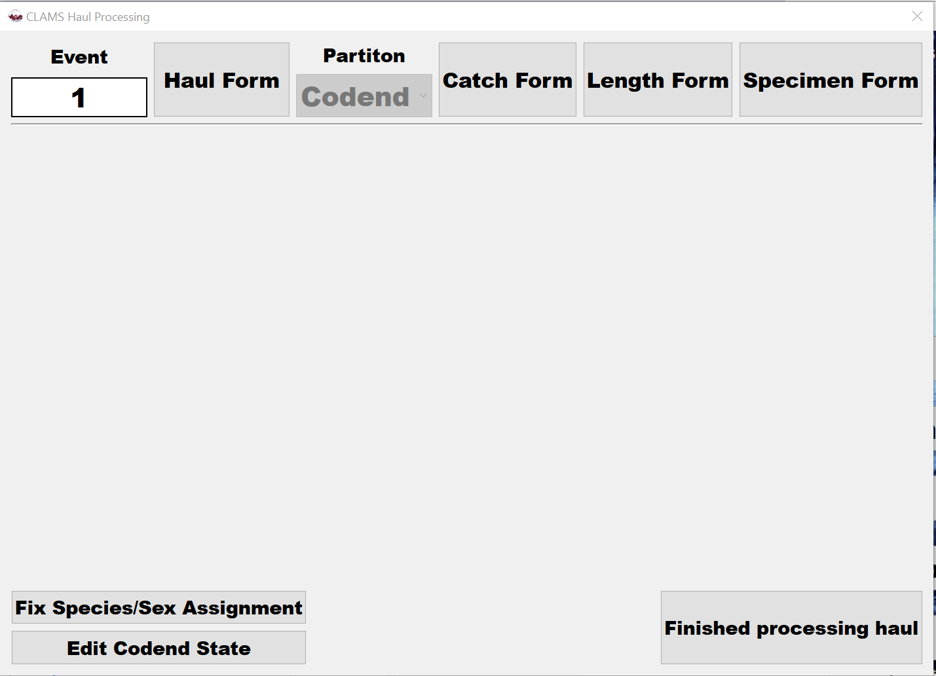 CLAMS Haul Processing
Event
1
Haul Form
Partiton
Codend
Catch Form
Length Form
Specimen Form
Fix Species/Sex Assignment
Edit Codend State
Finished processing haul